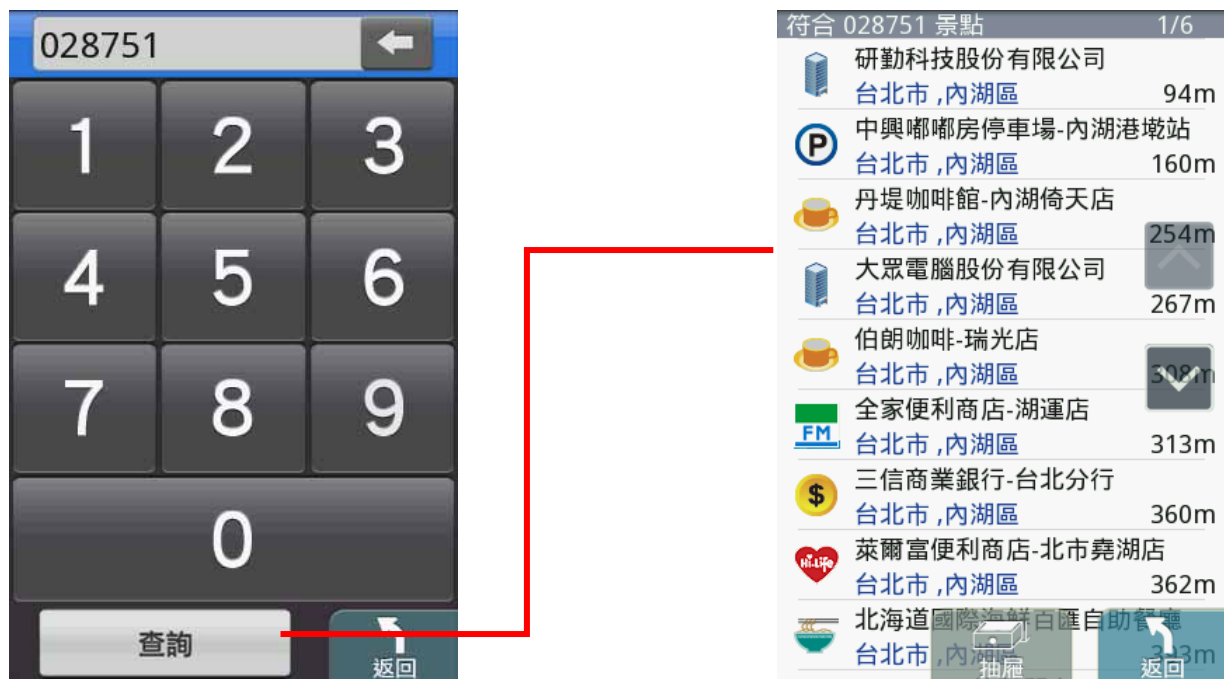 028751
1
2
3
4
5
6
7
8
9
0
查詢
返回
符合 028751 景點 1/6
研勤科技股份有限公司
台北市 ,內湖區 94m
P
中興嘟嘟房停車場-內湖港墘站
台北市 ,內湖區 160m
丹堤咖啡館-內湖倚天店
台北市 ,內湖區 254m
大眾電腦股份有限公司
台北市 ,內湖區 267m
伯朗咖啡-瑞光店
台北市 ,內湖區 308m
全家便利商店-湖運店
FM
台北市 ,內湖區 313m
三信商業銀行-台北分行
$
台北市 ,內湖區 360m
萊爾富便利商店-北市堯湖店
Hi-Life
台北市 ,內湖區 362m
北海道國際海鮮百匯自助餐廳
台北市 ,內湖區 393m
抽屜
返回